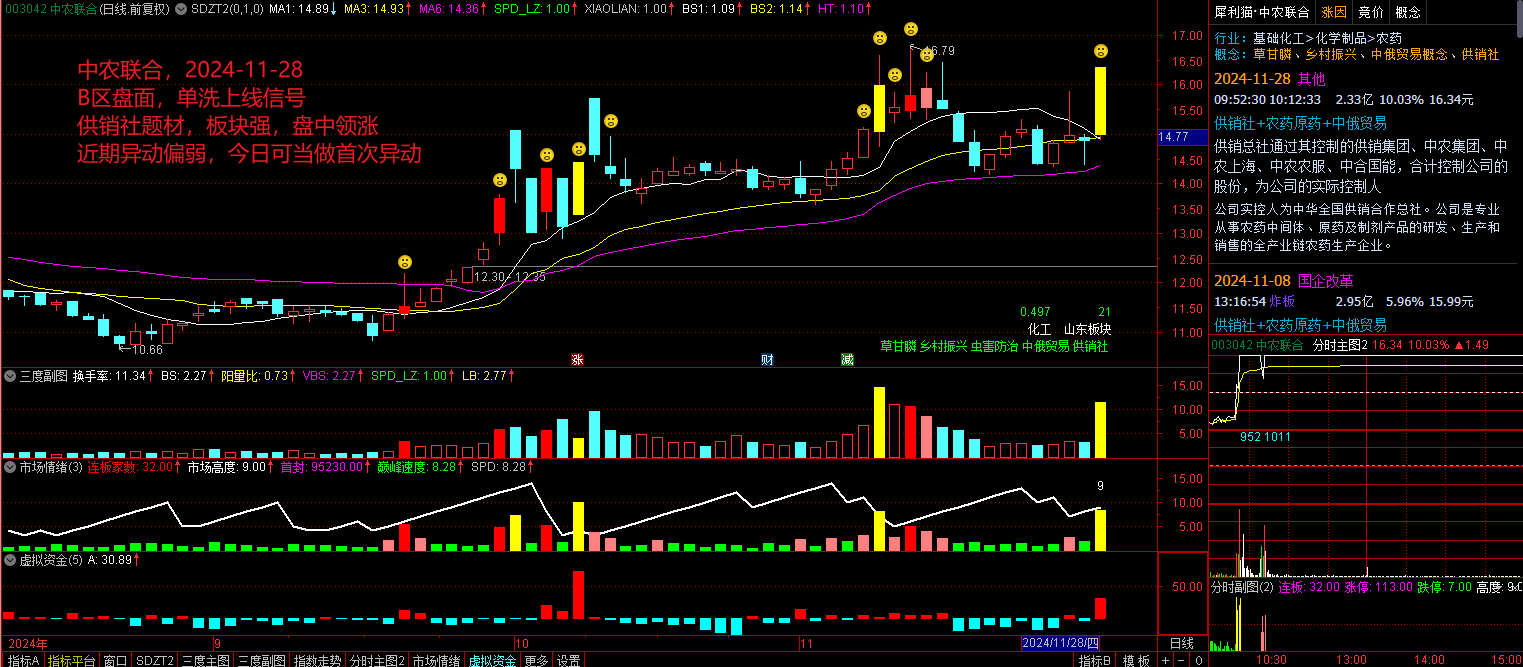 003042 中农联合(日线.前复权) SDZT2(0,1,0) MA1: 14.89↓ MA3: 14.93↑ MA6: 14.36↑ SPD_LZ: 1.00↑ XIAOLIAN: 1.00↑ BS1: 1.09↑ BS2: 1.14↑ HT: 1.10↑
中农联合，2024-11-28
B区盘面，单洗上线信号
供销社题材，板块强，盘中领涨
近期异动偏弱，今日可当做首次异动
16.79
12.30-12.35
←10.66
0.497 21
化工 山东板块
草甘膦 乡村振兴 虫害防治 中俄贸易 供销社
涨 财 减
17.00
16.50
16.00
15.50
14.77
14.50
14.00
13.50
13.00
12.50
12.00
11.50
11.00
三度副图 换手率: 11.34↑ BS: 2.27↑ 阳量比: 0.73↑ VBS: 2.27↑ SPD_LZ: 1.00↑ LB: 2.77↑
15.00
10.00
5.00
市场情绪(3) 连板家数: 32.00↑ 市场高度: 9.00↑ 首封: 95230.00↑ 巅峰速度: 8.28↑ SPD: 8.28↑
9
15.00
10.00
5.00
虚拟资金(5) A: 30.89↑
50.00
2024年 9 10 11 2024/11/28/四 日线
指标A 指标平台 窗口 SDZT2 三度主图 三度副图 指数走势 分时主图2 市场情绪 虚拟资金 更多 设置 指标B 模板 + - 0
犀利猫·中农联合 涨因 竞价 概念
行业: 基础化工>化学制品>农药
概念: 草甘膦、乡村振兴、中俄贸易概念、供销社
2024-11-28 其他
09:52:30 10:12:33 2.33亿 10.03% 16.34元
供销社+农药原药+中俄贸易
供销总社通过其控制的供销集团、中农集团、中
农上海、中农农服、中合国能，合计控制公司的
股份，为公司的实际控制人
公司实控人为中华全国供销合作总社。公司是专业
从事农药中间体、原药及制剂产品的研发、生产和
销售的全产业链农药生产企业。
2024-11-08 国企改革
13:16:54 炸板 2.95亿 5.96% 15.99元
供销社+农药原药+中俄贸易
003042 中农联合 分时主图2 16.34 10.03% ▲1.49
952 1011
分时副图(2) 连板: 32.00 涨停: 113.00 跌停: 7.00 高度: 9.0
10:30 13:00 14:00 15:00